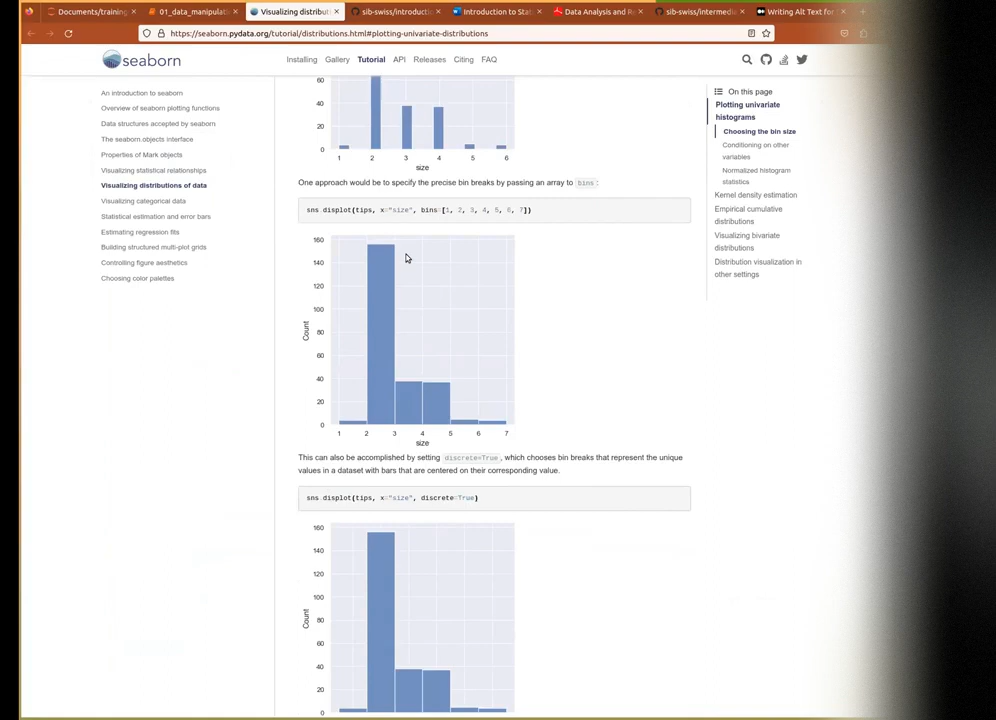 Documents/training
01_data_manipulati
Visualizing distributi
sib-swiss/introductio
Introduction to Stat
Data Analysis and Re
sib-swiss/intermedi
Writing Alt Text for
https://seaborn.pydata.org/tutorial/distributions.html#plotting-univariate-distributions
seaborn
Installing Gallery Tutorial API Releases Citing FAQ
An introduction to seaborn
Overview of seaborn plotting functions
Data structures accepted by seaborn
The seaborn.objects interface
Properties of Mark objects
Visualizing statistical relationships
Visualizing distributions of data
Visualizing categorical data
Statistical estimation and error bars
Estimating regression fits
Building structured multi-plot grids
Controlling figure aesthetics
Choosing color palettes
60
40
20
0
1 2 3 4 5 6
size
One approach would be to specify the precise bin breaks by passing an array to bins:
sns.displot(tips, x="size", bins=[1, 2, 3, 4, 5, 6, 7])
160
140
120
100
80
60
40
20
0
Count
1 2 3 4 5 6 7
size
This can also be accomplished by setting discrete=True, which chooses bin breaks that represent the unique
values in a dataset with bars that are centered on their corresponding value.
sns.displot(tips, x="size", discrete=True)
160
140
120
100
80
60
40
20
0
Count
On this page
Plotting univariate
histograms
Choosing the bin size
Conditioning on other
variables
Normalized histogram
statistics
Kernel density estimation
Empirical cumulative
distributions
Visualizing bivariate
distributions
Distribution visualization in
other settings